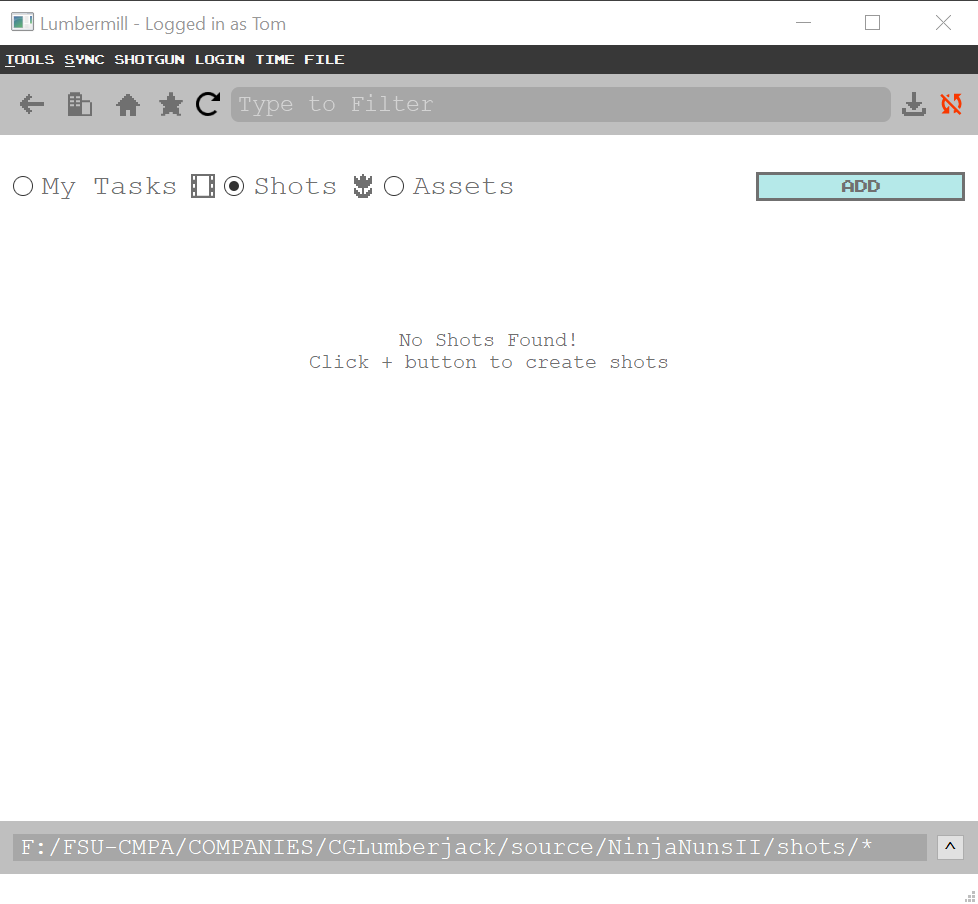 Lumbermill - Logged in as Tom
TOOLS SYNC SHOTGUN LOGIN TIME FILE
Type to Filter
My Tasks Shots Assets ADD
No Shots Found!
Click + button to create shots
F:/FSU-CMPA/COMPANIES/CGLumberjack/source/NinjaNunsII/shots/* ^